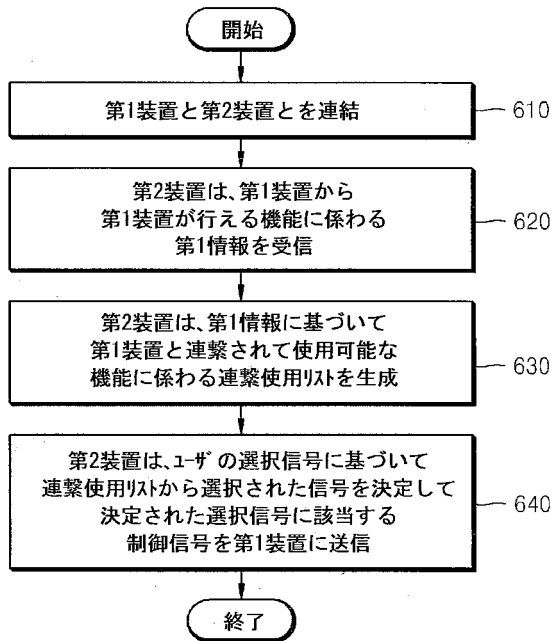 開始
第1装置と第2装置とを連結
610
第2装置は、第1装置から
第1装置が行える機能に係わる
第1情報を受信
620
第2装置は、第1情報に基づいて
第1装置と連繋されて使用可能な
機能に係わる連繋使用ﾘｽﾄを生成
630
第2装置は、ﾕｰｻﾞの選択信号に基づいて
連繋使用ﾘｽﾄから選択された信号を決定して
決定された選択信号に該当する
制御信号を第1装置に送信
640
終了